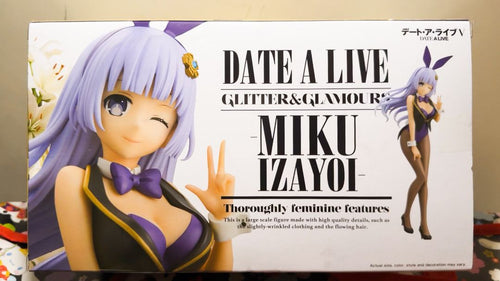 デート・ア・ライブV
DATE A LIVE
DATE A LIVE
GLITTER&GLAMOURS
-MIKU
IZAYOI-
Thoroughly feminine features
This is a large-scale figure made with high quality details, such as
the slightly-wrinkled clothing and the flowing hair.
Actual size, color, style and decoration may vary.